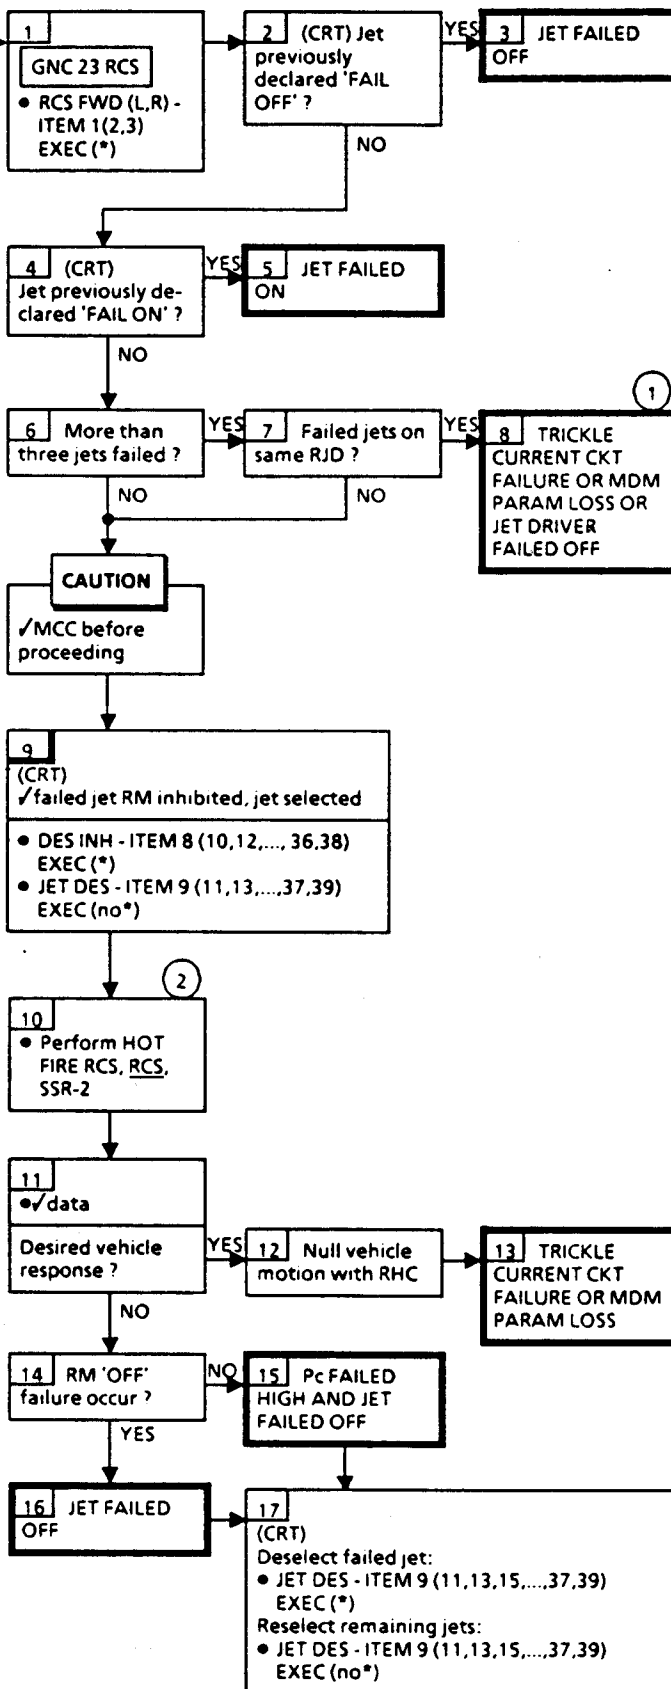 1
GNC 23 RCS
● RCS FWD (L,R) -
ITEM 1(2,3)
EXEC (*)
2 (CRT) Jet
previously
declared 'FAIL
OFF' ?
YES
3 JET FAILED
OFF
NO
4 (CRT)
Jet previously de-
clared 'FAIL ON' ?
YES
5 JET FAILED
ON
NO
1
6 More than
three jets failed ?
YES
7 Failed jets on
same RJD ?
YES
8 TRICKLE
CURRENT CKT
FAILURE OR MDM
PARAM LOSS OR
JET DRIVER
FAILED OFF
NO
NO
CAUTION
✓MCC before
proceeding
9
(CRT)
✓failed jet RM inhibited, jet selected
● DES INH - ITEM 8 (10,12,..., 36,38)
EXEC (*)
● JET DES - ITEM 9 (11,13,...,37,39)
EXEC (no*)
2
10
● Perform HOT
FIRE RCS, RCS,
SSR-2
11
●✓data
Desired vehicle
response ?
YES
12 Null vehicle
motion with RHC
13 TRICKLE
CURRENT CKT
FAILURE OR MDM
PARAM LOSS
NO
14 RM 'OFF'
failure occur ?
NO
15 Pc FAILED
HIGH AND JET
FAILED OFF
YES
16 JET FAILED
OFF
17
(CRT)
Deselect failed jet:
● JET DES - ITEM 9 (11,13,15,...,37,39)
EXEC (*)
Reselect remaining jets:
● JET DES - ITEM 9 (11,13,15,...,37,39)
EXEC (no*)